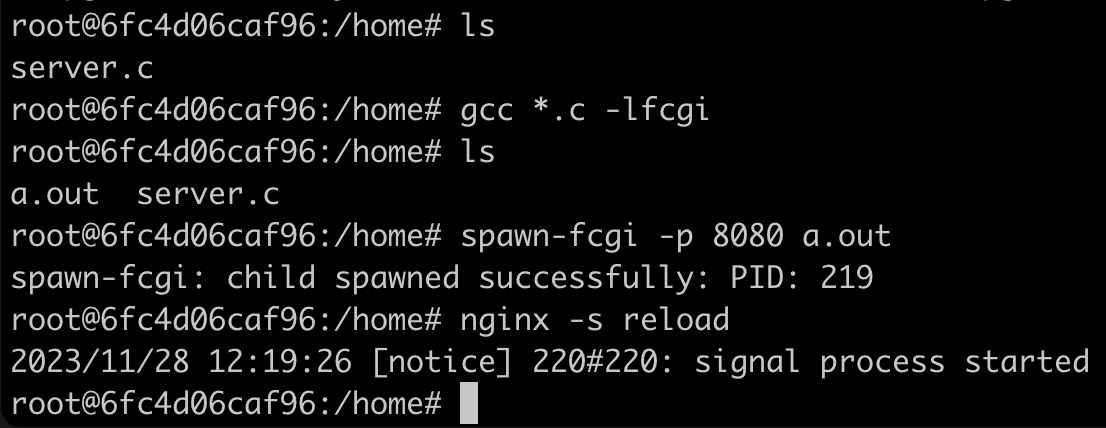 root@6fc4d06caf96:/home# ls
server.c
root@6fc4d06caf96:/home# gcc *.c -lfcgi
root@6fc4d06caf96:/home# ls
a.out  server.c
root@6fc4d06caf96:/home# spawn-fcgi -p 8080 a.out
spawn-fcgi: child spawned successfully: PID: 219
root@6fc4d06caf96:/home# nginx -s reload
2023/11/28 12:19:26 [notice] 220#220: signal process started
root@6fc4d06caf96:/home#